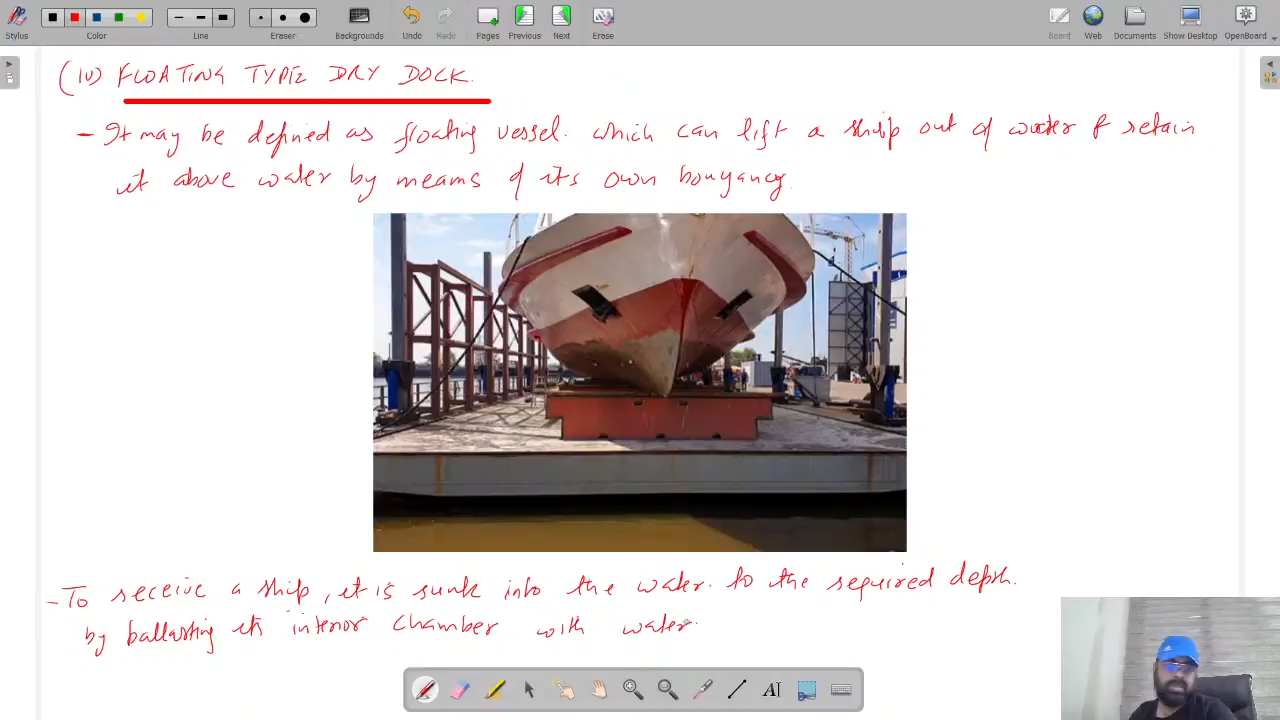 Stylus Color Line Eraser Backgrounds Undo Redo Pages Previous Next Erase Board Web Documents Show Desktop OpenBoard
(IV) FLOATING TYPE DRY DOCK.
- It may be defined as floating vessel. which can lift a ship out of water & retain
it above water by means of its own bouyancy.
- To receive a ship, it is sunk into the water. to the required depth.
by ballasting its interior chamber with water.